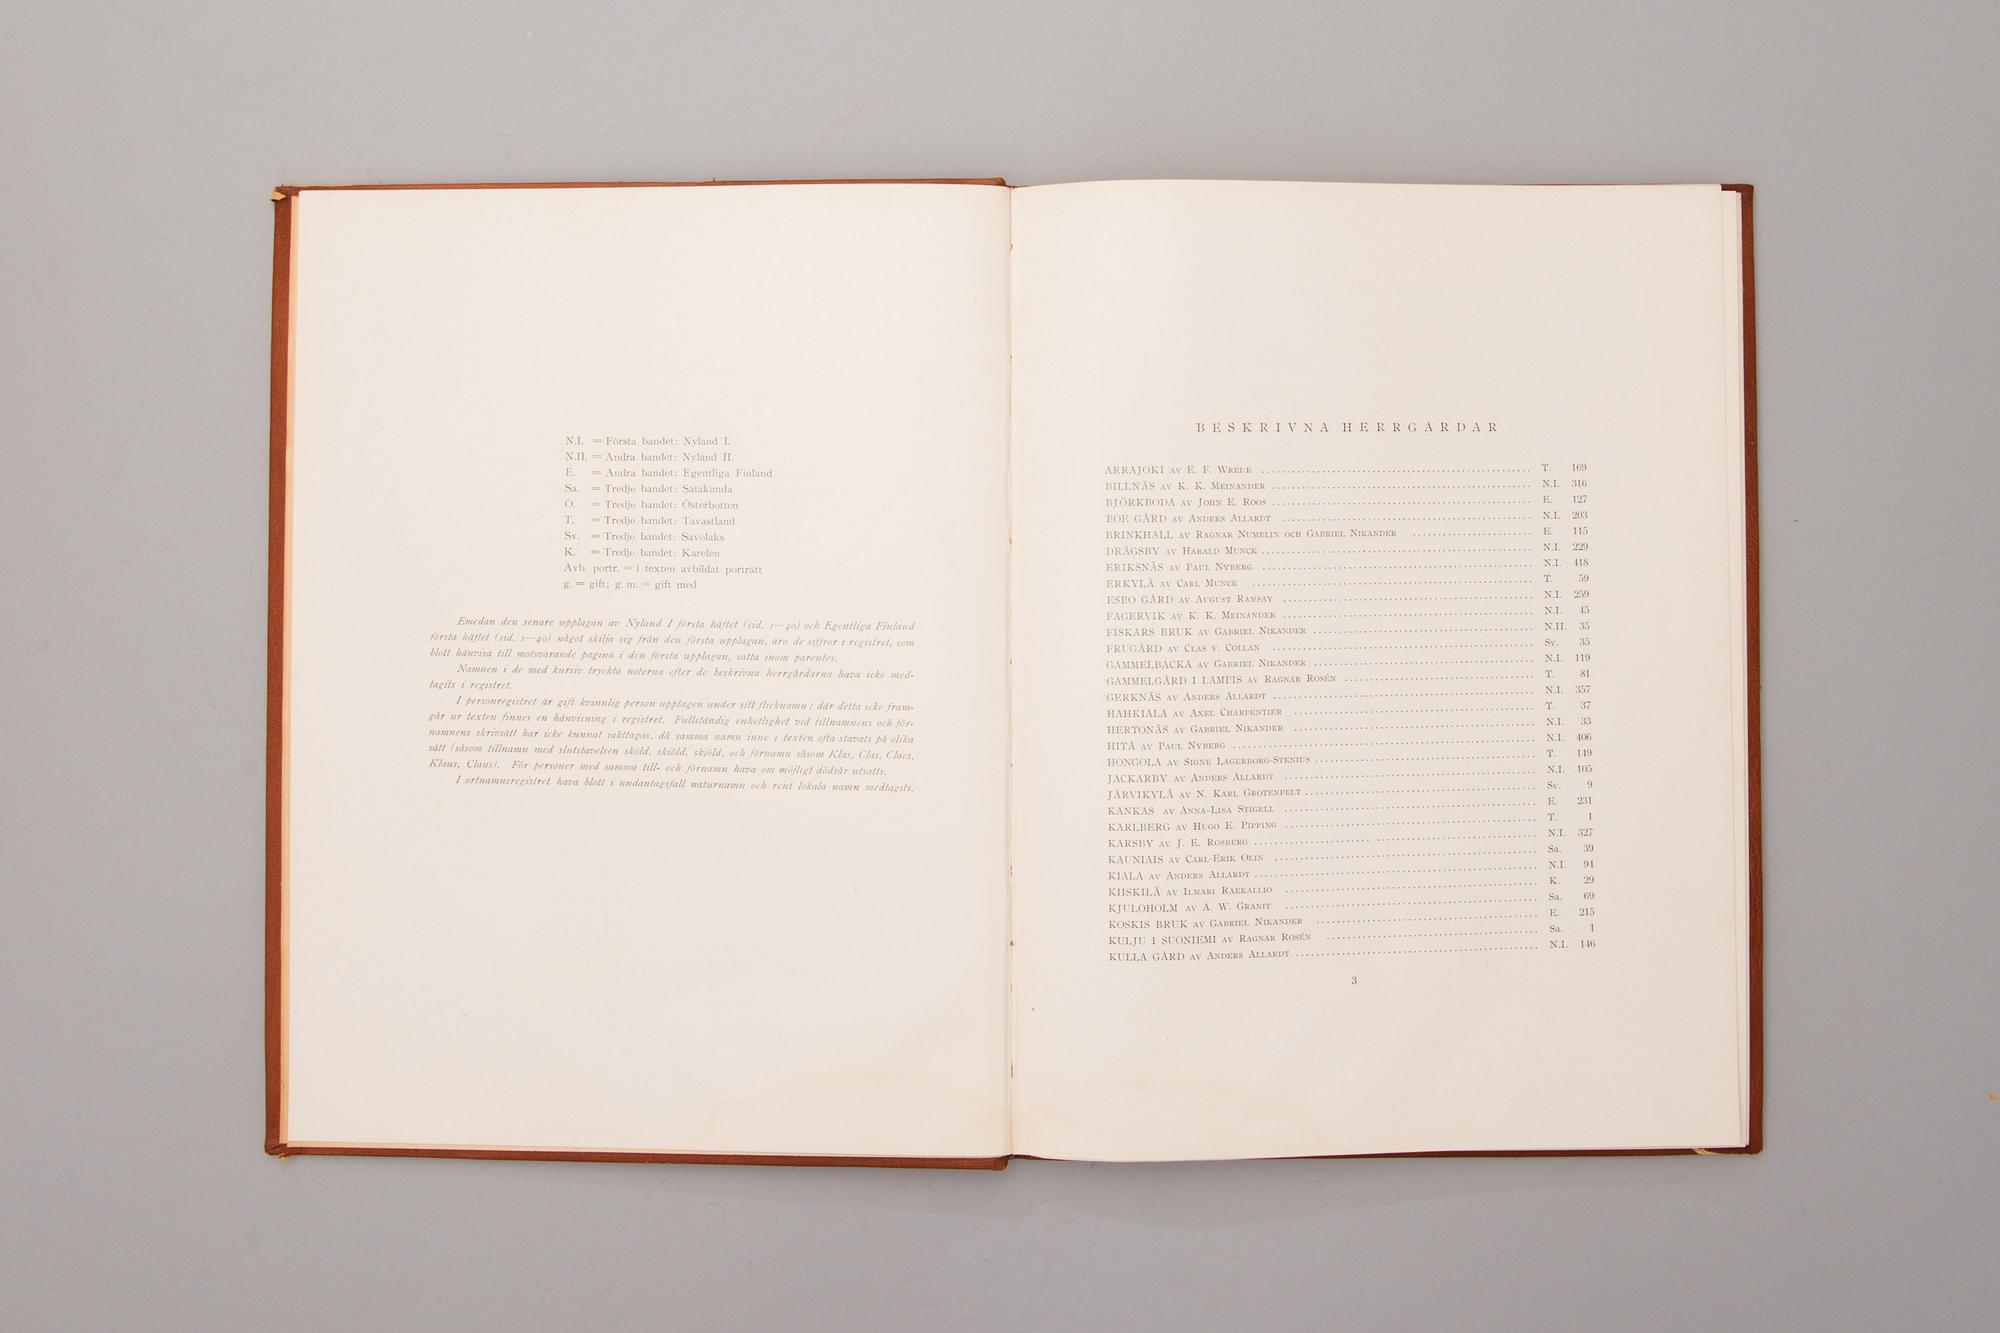 N.I. = Första bandet: Nyland I.
N.II. = Andra bandet: Nyland II.
E. = Andra bandet: Egentliga Finland
Sa. = Tredje bandet: Satakunda
Ö. = Tredje bandet: Österbotten
T. = Tredje bandet: Tavastland
Sv. = Tredje bandet: Savolaks
K. = Tredje bandet: Karelen
Avb. portr. = i texten avbildat porträtt
g. = gift; g. m. = gift med
Emedan den senare upplagan av Nyland I första häftet (sid. 1—40) och Egentliga Finland
första häftet (sid. 1—40) något skilja sig från den första upplagan, äro de siffror i registret, som
blott hänvisa till motsvarande pagina i den första upplagan, satta inom parentes.
Namnen i de med kursiv tryckta noterna efter de beskrivna herrgårdarna hava icke med-
tagits i registret.
I personregistret är gift kvinnlig person upptagen under sitt flicknamn; där detta icke fram-
går ur texten finnes en hänvisning i registret. Fullständig enhetlighet vid tillnamnens och för-
namnens skrivsätt har icke kunnat iakttagas, då samma namn inne i texten ofta stavats på olika
sätt (såsom tillnamn med slutstavelsen sköld, skiöld, skjöld, och förnamn såsom Klas, Clas, Claes,
Klaus, Claus). För personer med samma till- och förnamn hava om möjligt dödsår utsatts.
I ortnamnsregistret hava blott i undantagsfall naturnamn och rent lokala namn medtagits.
BESKRIVNA HERRGÅRDAR
ARRAJOKI AV E. F. WREDE T. 169
BILLNÄS AV K. K. MEINANDER N.I. 316
BJÖRKBODA AV JOHN E. ROOS E. 127
BOE GÅRD AV ANDERS ALLARDT N.I. 203
BRINKHALL AV RAGNAR NUMELIN OCH GABRIEL NIKANDER E. 115
DRÄGSBY AV HARALD MUNCK N.I. 229
ERIKSNÄS AV PAUL NYBERG N.I. 418
ERKYLÄ AV CARL MUNCK T. 59
ESBO GÅRD AV AUGUST RAMSAY N.I. 259
FAGERVIK AV K. K. MEINANDER N.I. 45
FISKARS BRUK AV GABRIEL NIKANDER N.II. 35
FRUGÅRD AV CLAS V. COLLAN Sv. 35
GAMMELBACKA AV GABRIEL NIKANDER N.I. 119
GAMMELGÅRD I LAMPIS AV RAGNAR ROSÉN T. 81
GERKNÄS AV ANDERS ALLARDT N.I. 357
HAHKIALA AV AXEL CHARPENTIER T. 37
HERTONÄS AV GABRIEL NIKANDER N.I. 33
HITÅ AV PAUL NYBERG N.I. 406
HONGOLA AV SIGNE LAGERBORG-STENIUS T. 149
JACKARBY AV ANDERS ALLARDT N.I. 105
JÄRVIKYLÄ AV N. KARL GROTENFELT Sv. 9
KANKAS AV ANNA-LISA STIGELL E. 231
KARLBERG AV HUGO E. PIPPING T. 1
KARSBY AV J. E. ROSBERG N.I. 327
KAUNIAIS AV CARL-ERIK OLIN Sa. 39
KIALA AV ANDERS ALLARDT N.I. 94
KIISKILÄ AV ILMARI RAEKALLIO K. 29
KJULOHOLM AV A. W. GRANIT Sa. 69
KOSKIS BRUK AV GABRIEL NIKANDER E. 215
KULJU I SUONIEMI AV RAGNAR ROSÉN Sa. 1
KULLA GÅRD AV ANDERS ALLARDT N.I. 146
3